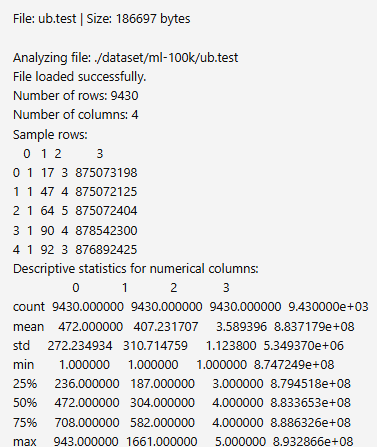 File: ub.test | Size: 186697 bytes
Analyzing file: ./dataset/ml-100k/ub.test
File loaded successfully.
Number of rows: 9430
Number of columns: 4
Sample rows:
0 1 2 3
0 1 17 3 875073198
1 1 47 4 875072125
2 1 64 5 875072404
3 1 90 4 878542300
4 1 92 3 876892425
Descriptive statistics for numerical columns:
0 1 2 3
count 9430.000000 9430.000000 9430.000000 9.430000e+03
mean 472.000000 407.231707 3.589396 8.837179e+08
std 272.234934 310.714759 1.123800 5.349370e+06
min 1.000000 1.000000 1.000000 8.747249e+08
25% 236.000000 187.000000 3.000000 8.794518e+08
50% 472.000000 304.000000 4.000000 8.833653e+08
75% 708.000000 582.000000 4.000000 8.886326e+08
max 943.000000 1661.000000 5.000000 8.932866e+08